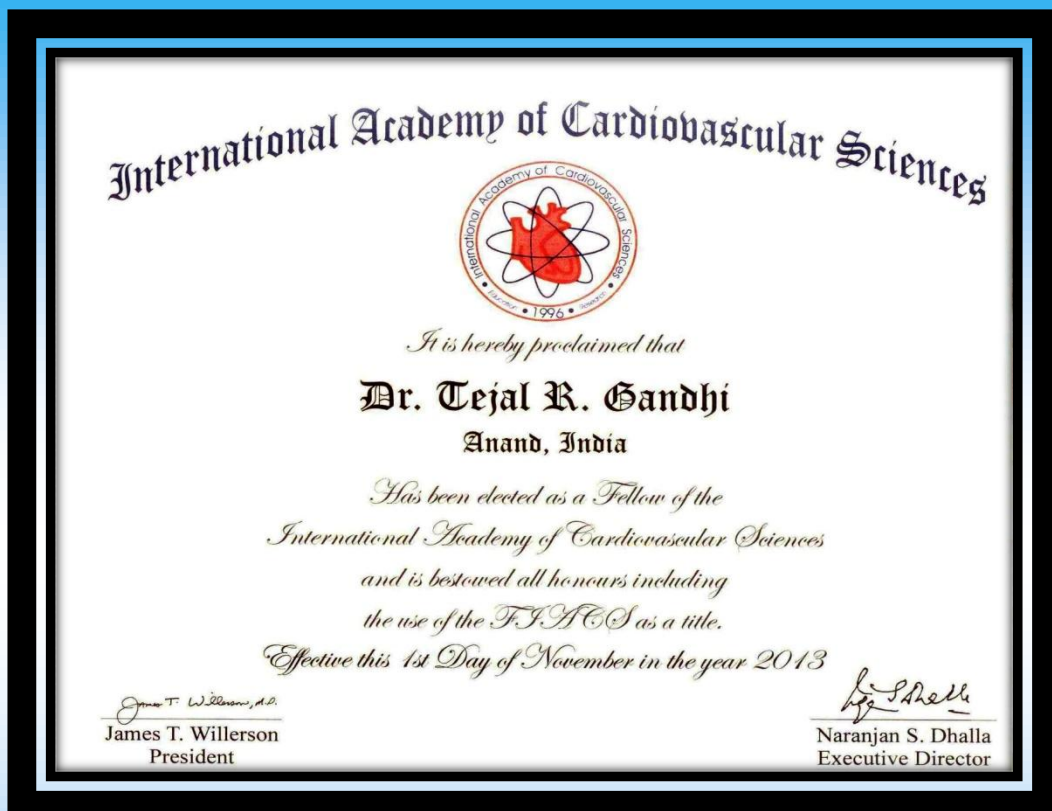 International Academy of Cardiovascular Sciences
International Academy of Cardiovascular Sciences
• Education • 1996 • Research •
It is hereby proclaimed that
Dr. Tejal R. Gandhi
Anand, India
Has been elected as a Fellow of the
International Academy of Cardiovascular Sciences
and is bestowed all honours including
the use of the FIACS as a title.
Effective this 1st Day of November in the year 2013
James T. Willerson, M.D.
James T. Willerson
President
Naranjan S. Dhalla
Executive Director